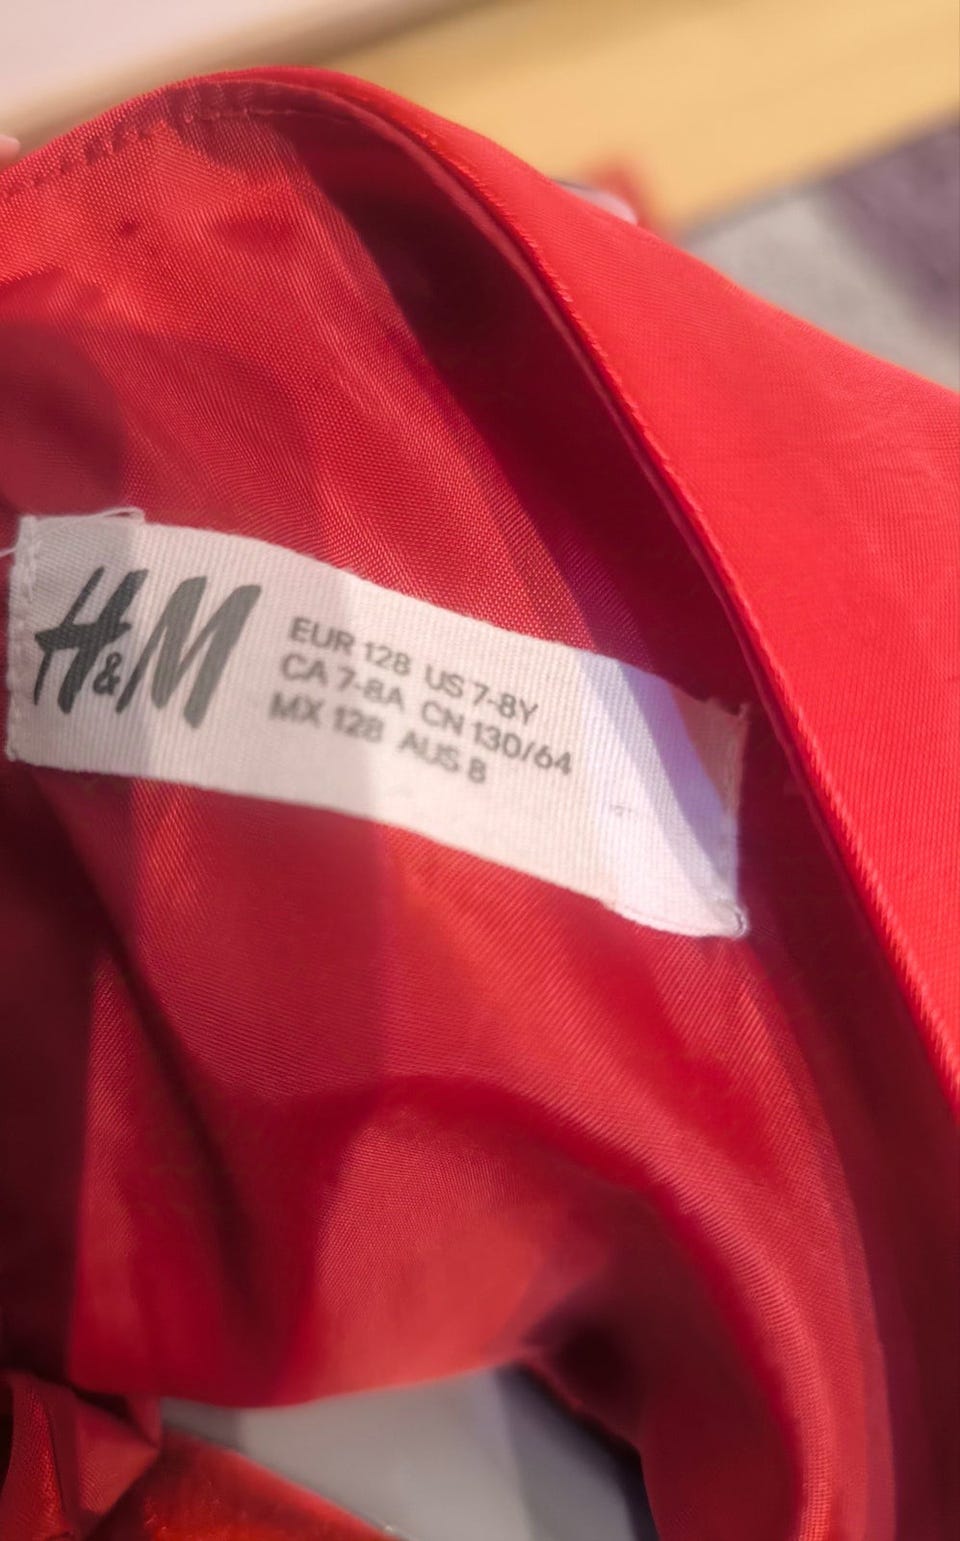 H&M
EUR 128 US 7-8Y
CA 7-8A CN 130/64
MX 128 AUS 8